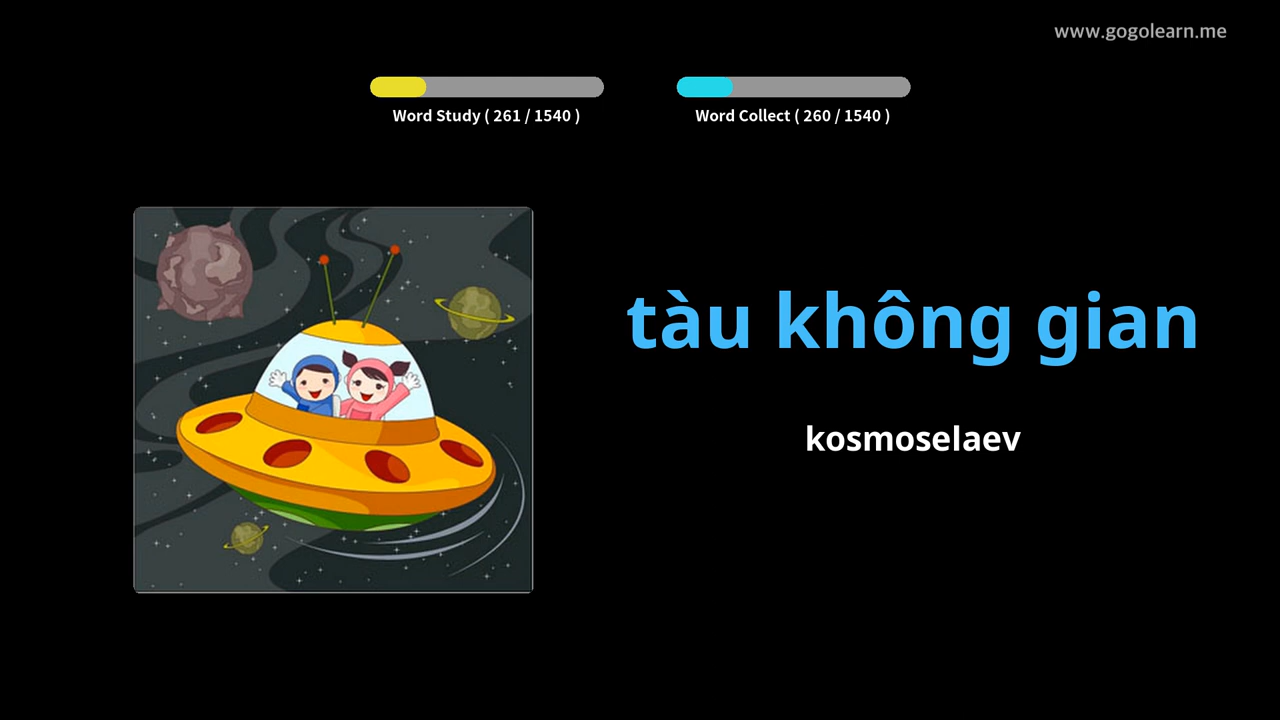 www.gogolearn.me
Word Study ( 261 / 1540 )
Word Collect ( 260 / 1540 )
tàu không gian
kosmoselaev